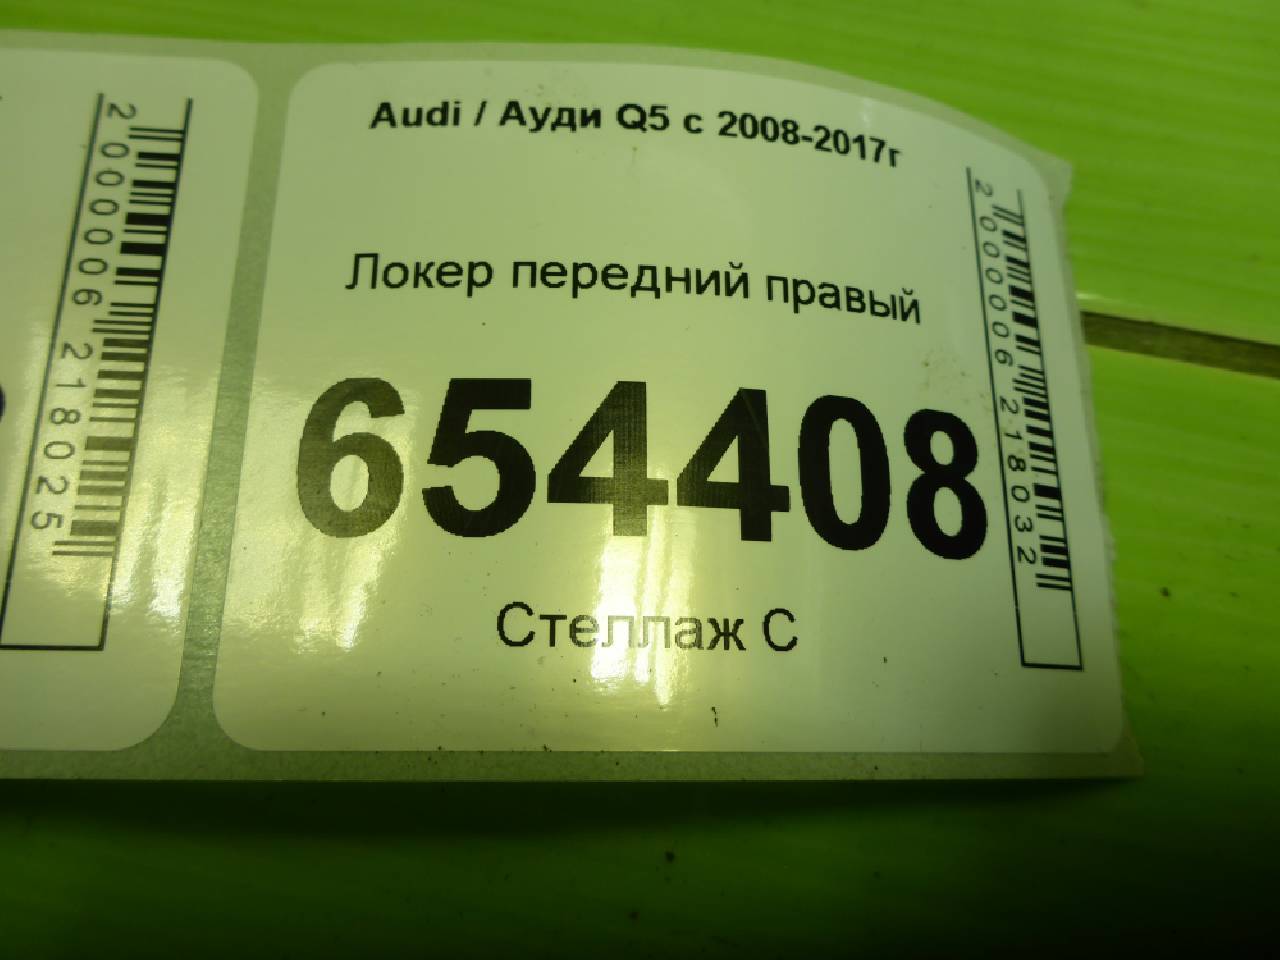 2000006218025
Audi / Ауди Q5 с 2008-2017г
Локер передний правый
654408
Стеллаж С
2000006218032